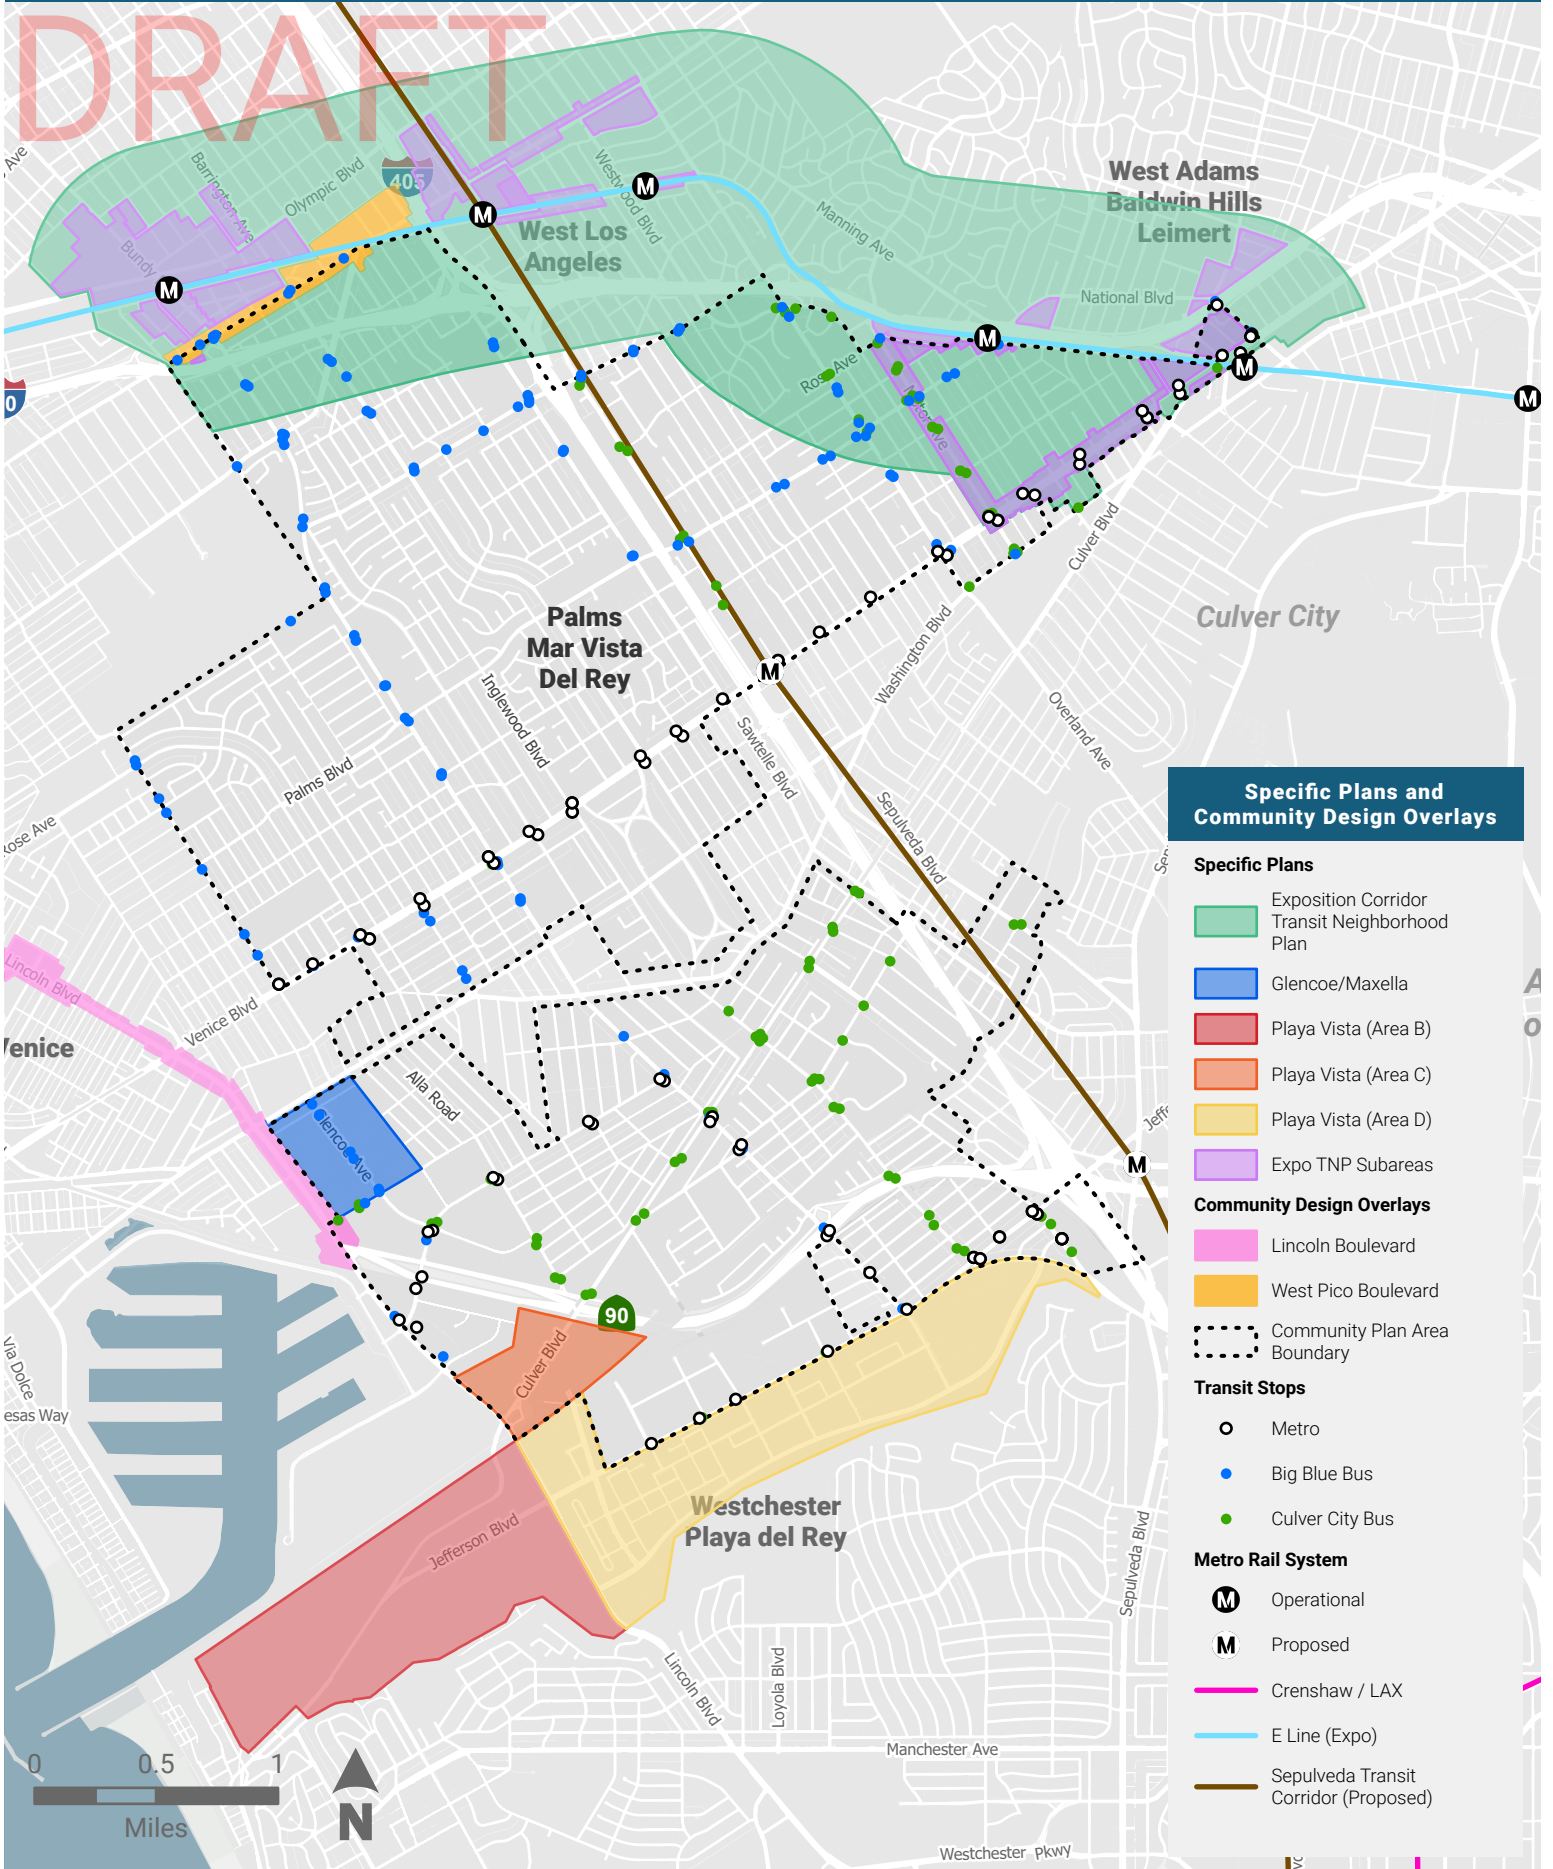 DRAFT
Ave
Barrington Ave
Olympic Blvd
405
Westwood Blvd
Bundy
M
M
M
West Los
Angeles
Manning Ave
West Adams
Baldwin Hills
Leimert
National Blvd
M
M
M
Rose Ave
Motor Ave
Culver Blvd
Culver City
Palms
Mar Vista
Del Rey
M
Washington Blvd
Overland Ave
Inglewood Blvd
Sawtelle Blvd
Sepulveda Blvd
Palms Blvd
Rose Ave
Lincoln Blvd
Venice Blvd
Venice
Alla Road
Glencoe Ave
M
90
Culver Blvd
Via Dolce
esas Way
Jefferson Blvd
Westchester
Playa del Rey
Sepulveda Blvd
Lincoln Blvd
Loyola Blvd
Manchester Ave
Westchester Pkwy
0 0.5 1
Miles
N
Specific Plans and
Community Design Overlays
Specific Plans
Exposition Corridor
Transit Neighborhood
Plan
Glencoe/Maxella
Playa Vista (Area B)
Playa Vista (Area C)
Playa Vista (Area D)
Expo TNP Subareas
Community Design Overlays
Lincoln Boulevard
West Pico Boulevard
Community Plan Area
Boundary
Transit Stops
Metro
Big Blue Bus
Culver City Bus
Metro Rail System
M Operational
M Proposed
Crenshaw / LAX
E Line (Expo)
Sepulveda Transit
Corridor (Proposed)